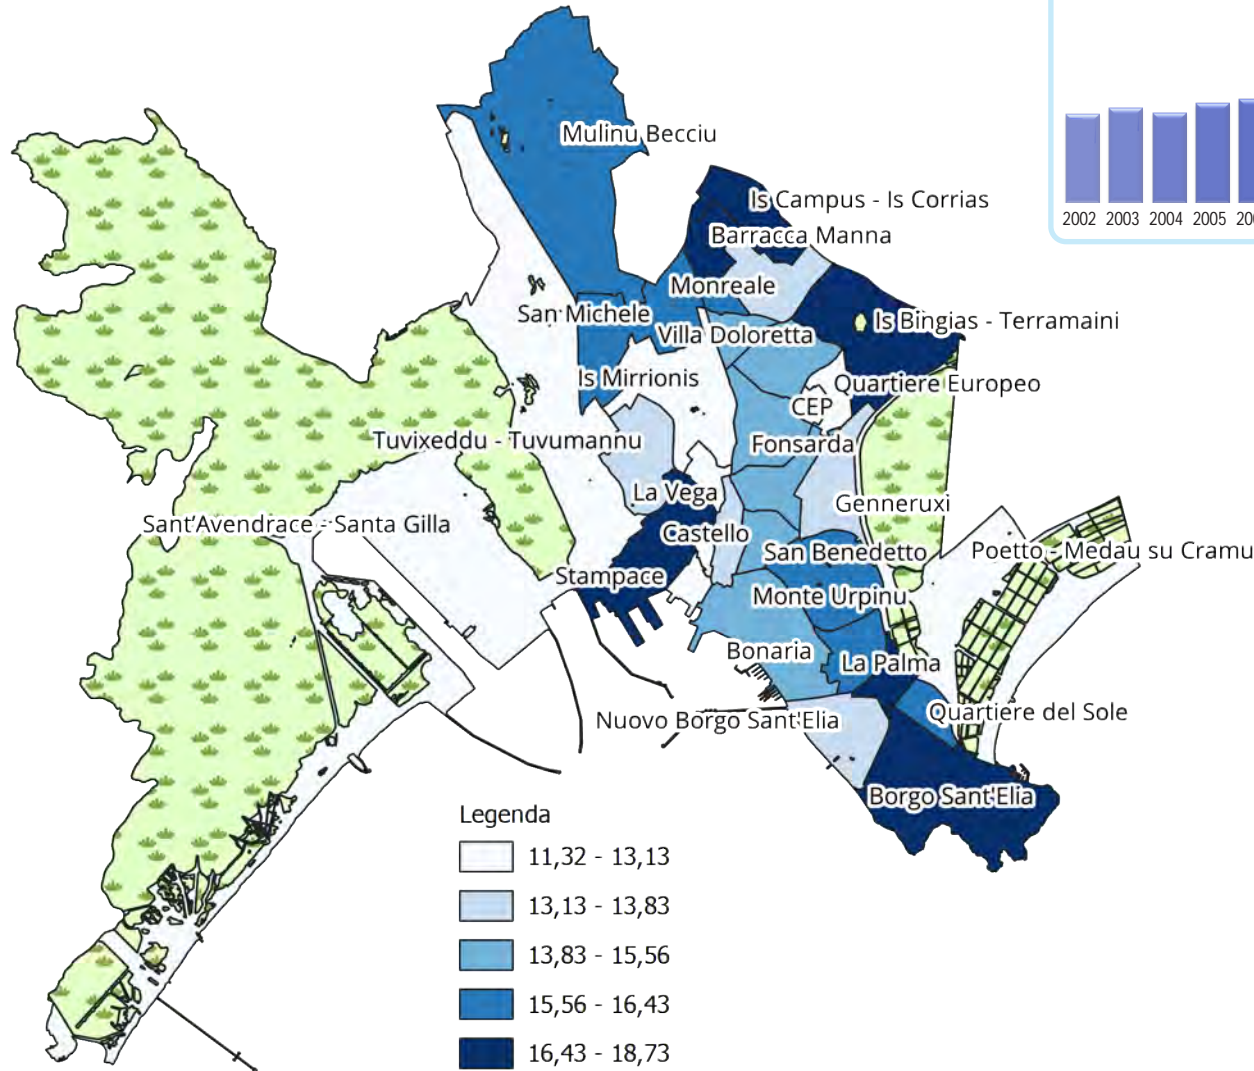 Mulinu Becciu
Is Campus - Is Corrias
2002 2003 2004 2005
Barracca Manna
Monreale
San Michele
Villa Doloretta
Is Bingias - Terramaini
Is Mirrionis
Quartiere Europeo
CEP
Tuvixeddu - Tuvumannu
Fonsarda
La Vega
Genneruxi
Sant'Avendrace - Santa Gilla
Castello
San Benedetto
Poetto - Medau su Cramu
Stampace
Monte Urpinu
Bonaria
La Palma
Nuovo Borgo Sant'Elia
Quartiere del Sole
Borgo Sant'Elia
Legenda
11,32 - 13,13
13,13 - 13,83
13,83 - 15,56
15,56 - 16,43
16,43 - 18,73